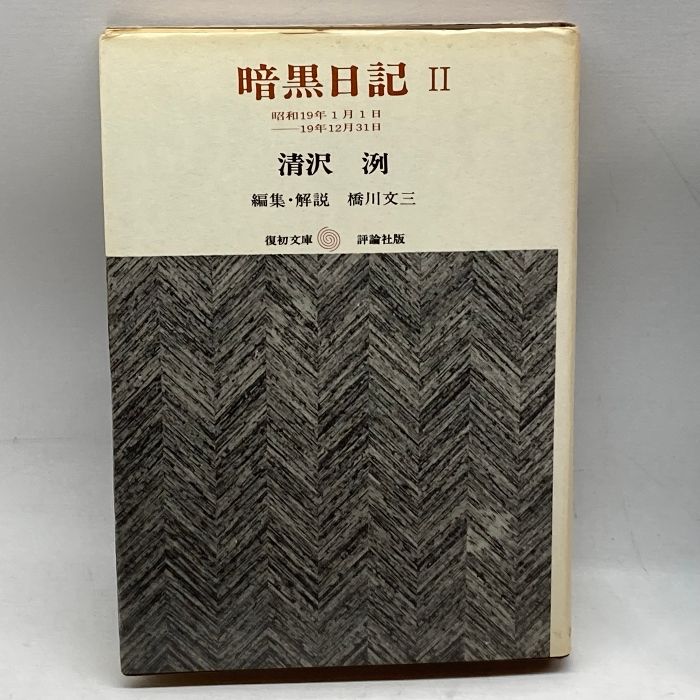 暗黒日記 II
昭和19年1月1日
──19年12月31日
清沢 洌
編集・解説 橋川文三
復初文庫 評論社版